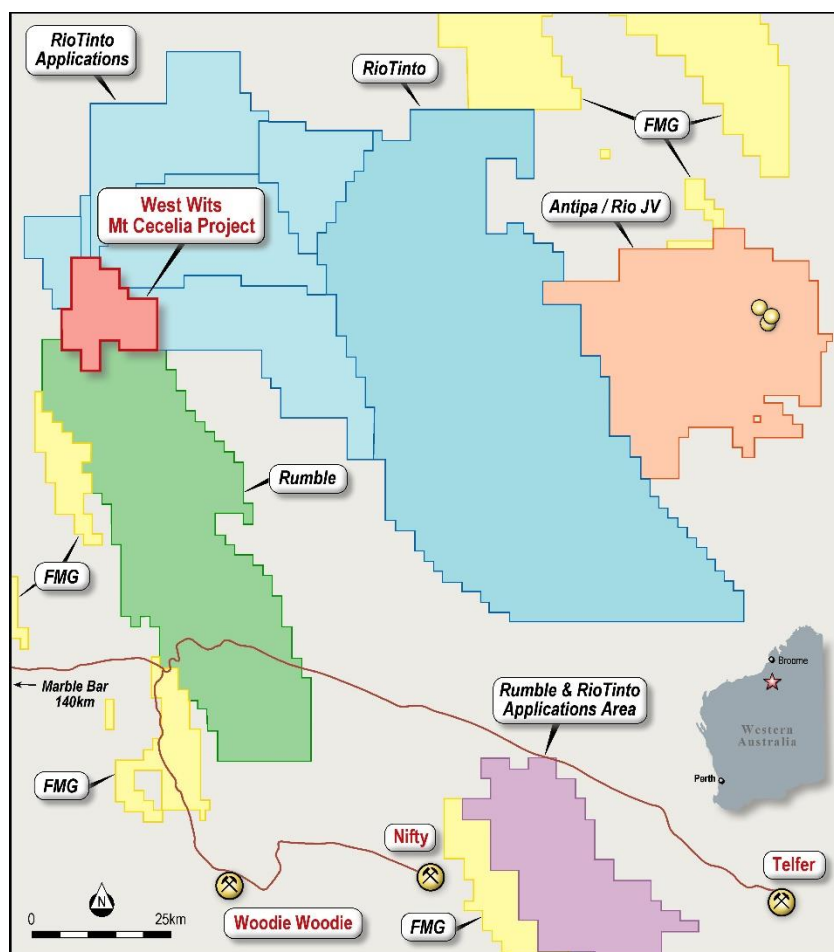 RioTinto
Applications
RioTinto
FMG
West Wits
Mt Cecelia Project
Antipa / Rio JV
Rumble
FMG
Marble Bar
140km
Rumble & RioTinto
Applications Area
Broome
Western
Australia
Perth
FMG
Nifty
Telfer
Woodie Woodie
FMG
N
0
25km